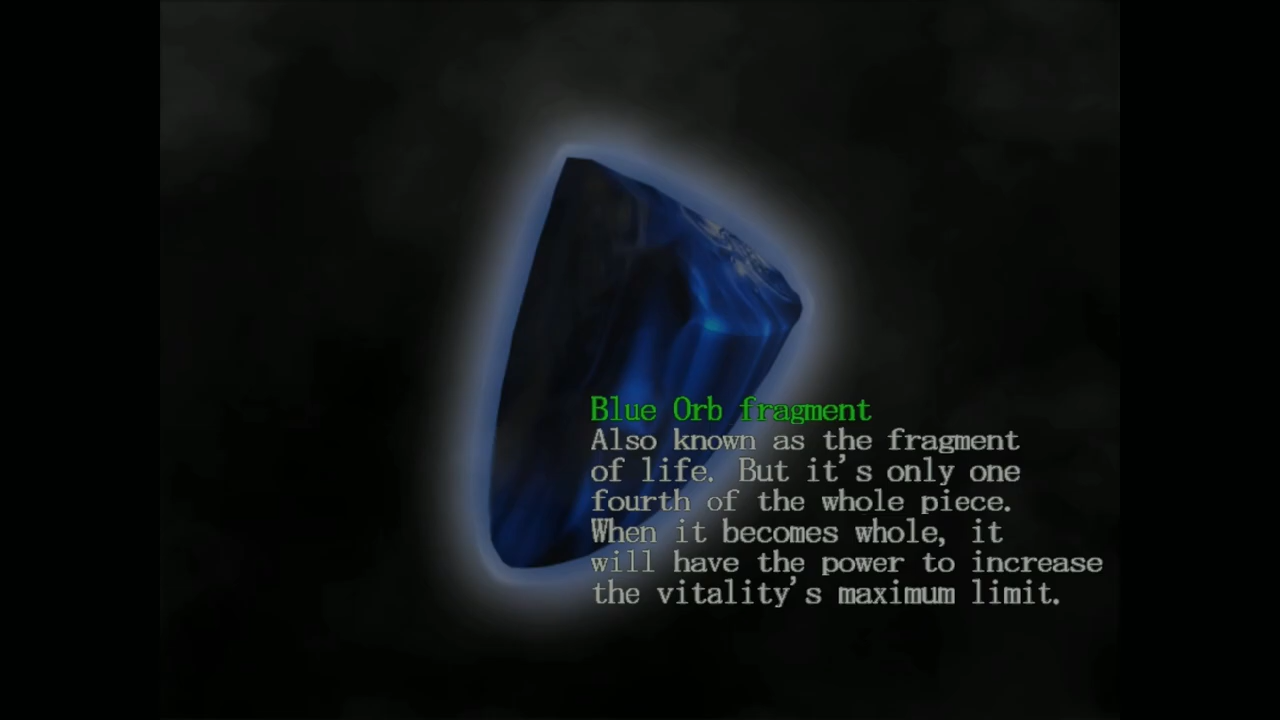 Blue Orb fragment
Also known as the fragment
of life. But it's only one
fourth of the whole piece.
When it becomes whole, it
will have the power to increase
the vitality's maximum limit.